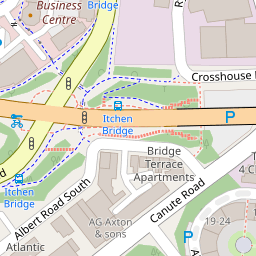 Business
Centre
Bridge
Crosshouse
P
Itchen
Bridge
Bridge
Terrace
Apartments
Itchen
Bridge
Albert Road South
Canute Road
AG Axton
& sons
Atlantic
19-24
P
4 C